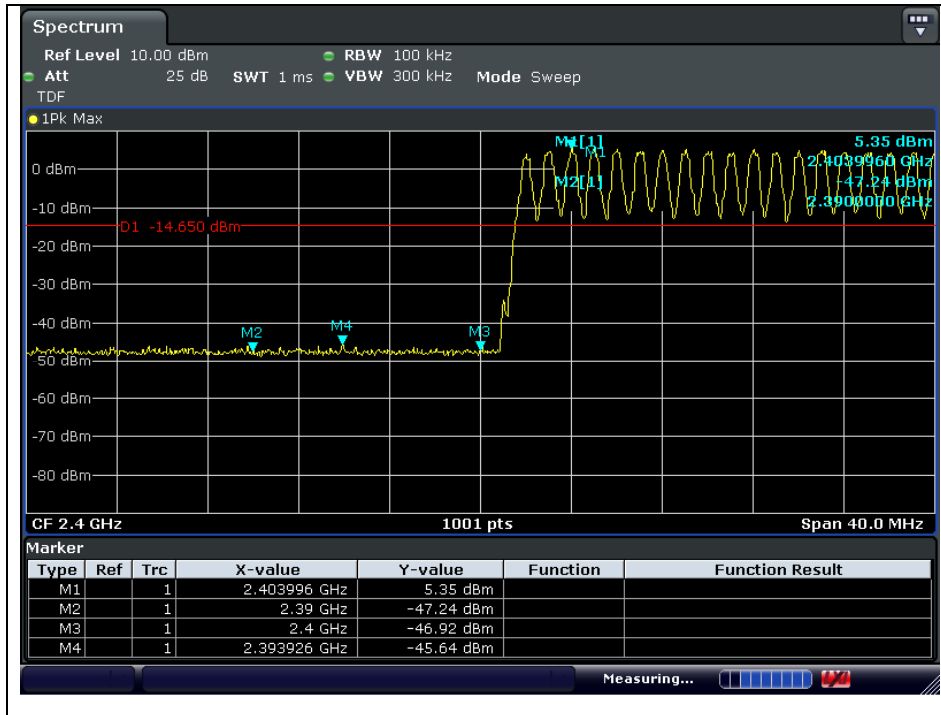 Spectrum
Ref Level 10.00 dBm RBW 100 kHz
Att 25 dB SWT 1 ms VBW 300 kHz Mode Sweep
TDF
1Pk Max
M1[1] 5.35 dBm
M1
2.4039960 GHz
0 dBm
M2[1] -47.24 dBm
2.3900000 GHz
-10 dBm
D1 -14.650 dBm
-20 dBm
-30 dBm
-40 dBm
M2 M4 M3
-50 dBm
-60 dBm
-70 dBm
-80 dBm
CF 2.4 GHz 1001 pts Span 40.0 MHz
Marker
Type Ref Trc X-value Y-value Function Function Result
M1 1 2.403996 GHz 5.35 dBm
M2 1 2.39 GHz -47.24 dBm
M3 1 2.4 GHz -46.92 dBm
M4 1 2.393926 GHz -45.64 dBm
Measuring...